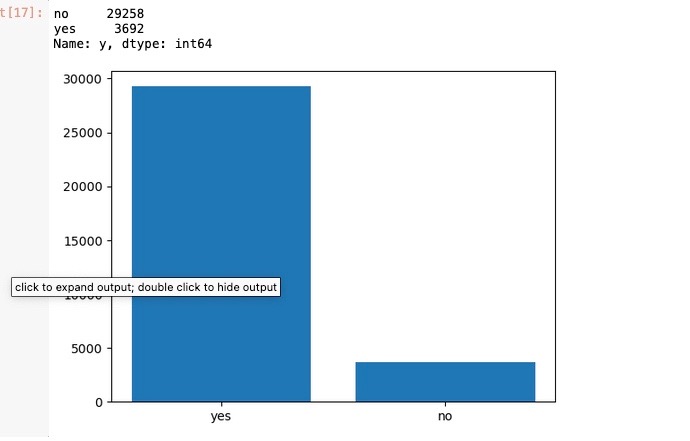 t[17]: no 29258
yes 3692
Name: y, dtype: int64
30000
25000
20000
15000
click to expand output; double click to hide output
5000
0
yes no